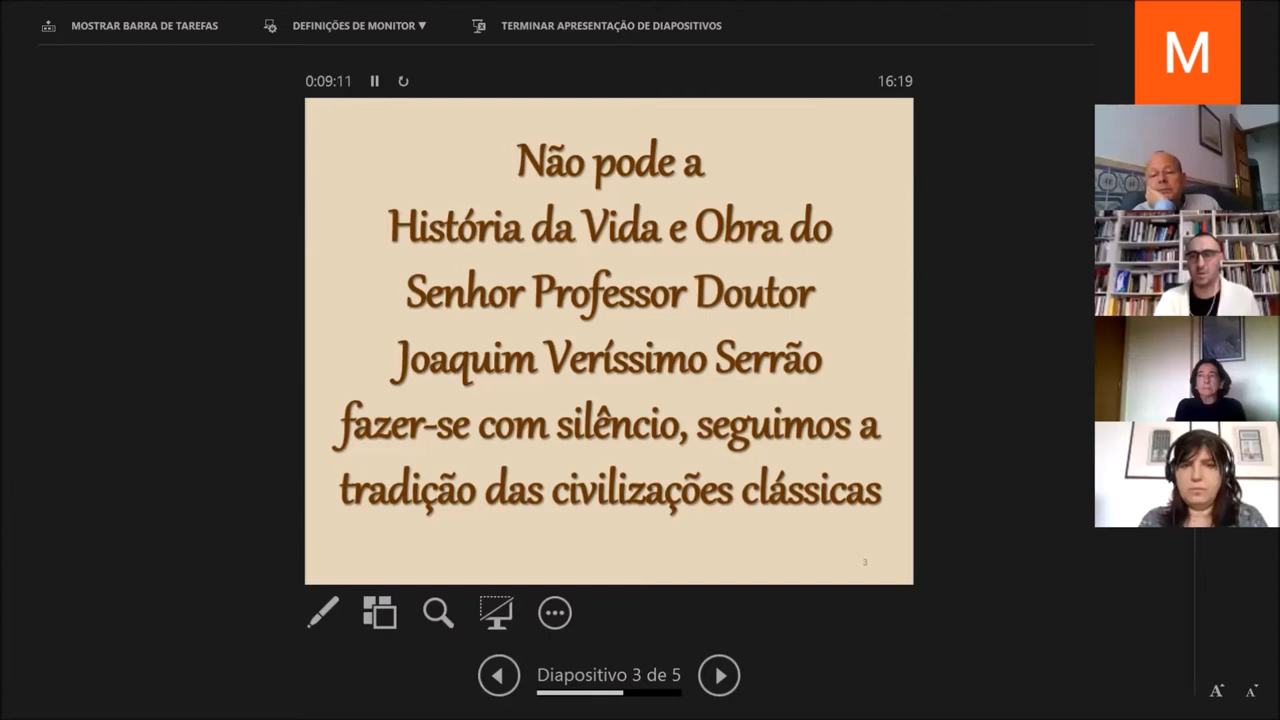 MOSTRAR BARRA DE TAREFAS
DEFINIÇÕES DE MONITOR ▼
TERMINAR APRESENTAÇÃO DE DIAPOSITIVOS
M
0:09:11
16:19
Não pode a
História da Vida e Obra do
Senhor Professor Doutor
Joaquim Veríssimo Serrão
fazer-se com silêncio, seguimos a
tradição das civilizações clássicas
3
Diapositivo 3 de 5
A A